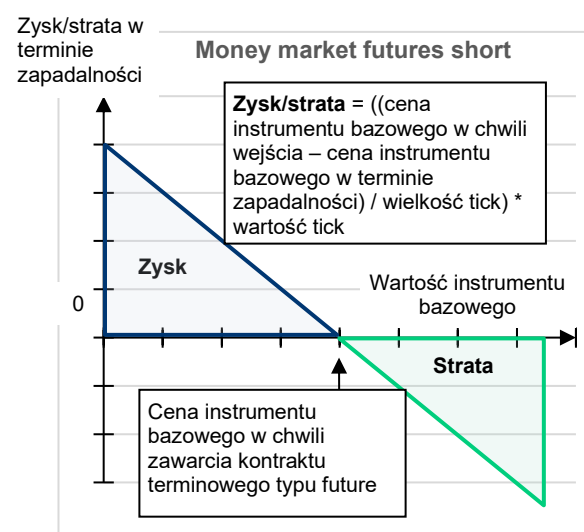 Zysk/strata w
terminie
zapadalności
Money market futures short
Zysk/strata = ((cena
instrumentu bazowego w chwili
wejścia – cena instrumentu
bazowego w terminie
zapadalności) / wielkość tick) *
wartość tick
Zysk
Wartość instrumentu
bazowego
0
Strata
Cena instrumentu
bazowego w chwili
zawarcia kontraktu
terminowego typu future